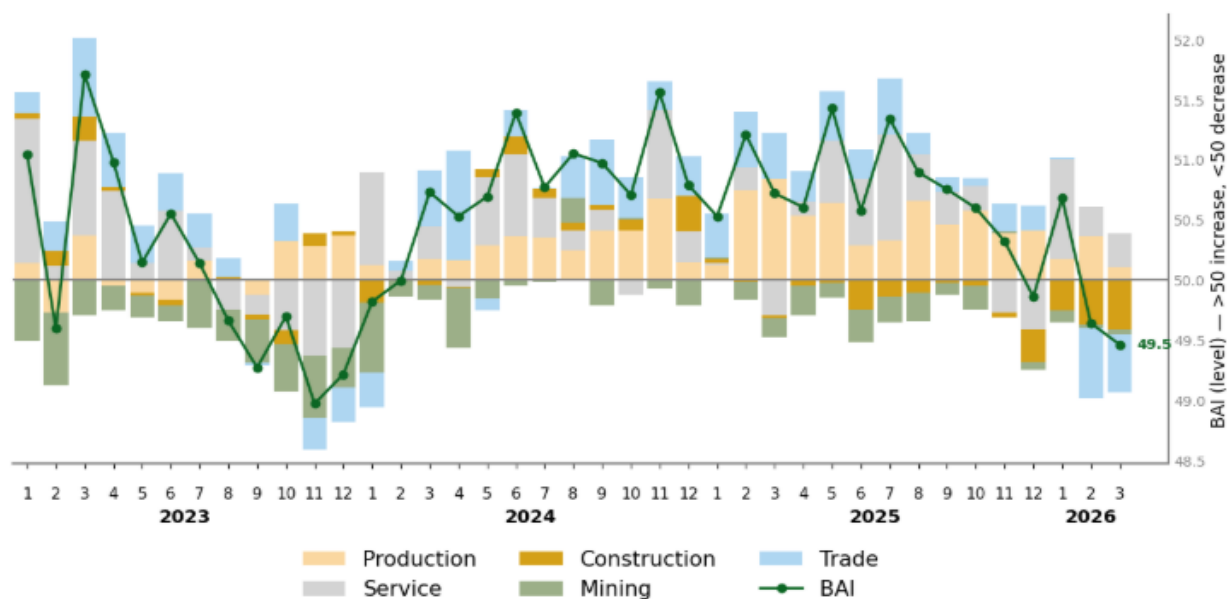 52.0
51.5
51.0
50.5
50.0
49.5
49.5
49.0
48.5
BAI (level) — >50 increase, <50 decrease
1 2 3 4 5 6 7 8 9 10 11 12 1 2 3 4 5 6 7 8 9 10 11 12 1 2 3 4 5 6 7 8 9 10 11 12 1 2 3
2023 2024 2025 2026
Production Construction Trade
Service Mining BAI